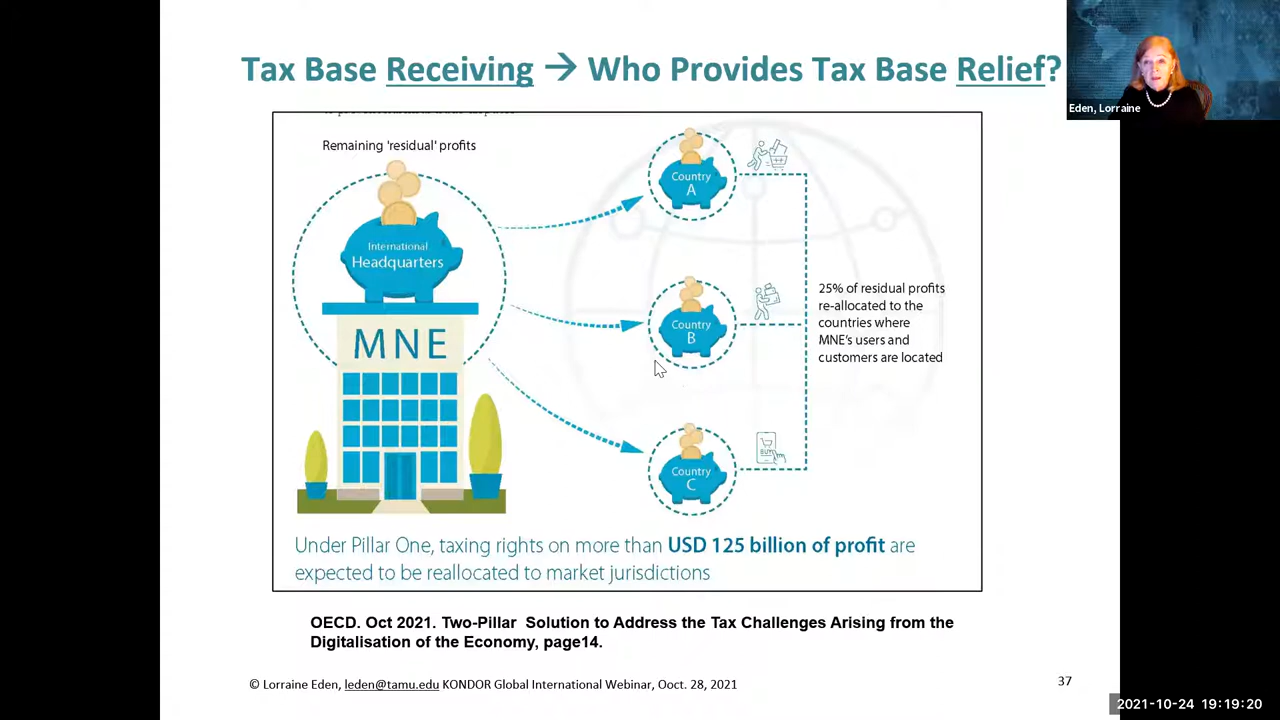 Tax Base Receiving → Who Provides Tax Base Relief?
Eden, Lorraine
Remaining 'residual' profits
International
Headquarters
MNE
Country
A
Country
B
Country
C
BUY
25% of residual profits
re-allocated to the
countries where
MNE's users and
customers are located
Under Pillar One, taxing rights on more than USD 125 billion of profit are
expected to be reallocated to market jurisdictions
OECD. Oct 2021. Two-Pillar Solution to Address the Tax Challenges Arising from the
Digitalisation of the Economy, page14.
© Lorraine Eden, leden@tamu.edu KONDOR Global International Webinar, Ooct. 28, 2021
37
2021-10-24 19:19:20